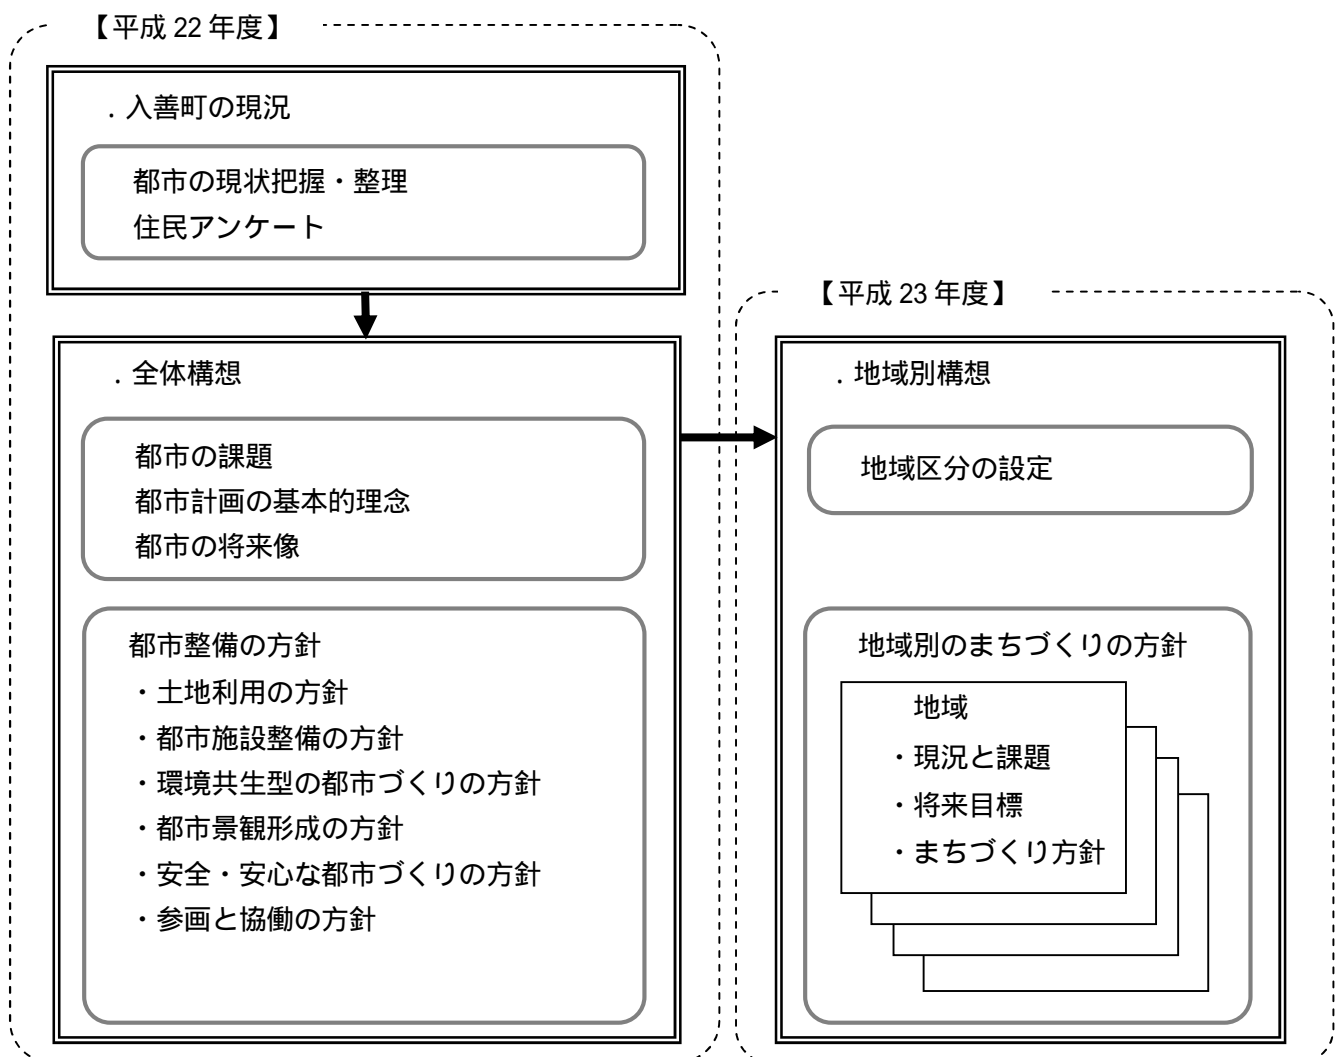 【平成 22 年度】
．入善町の現況
都市の現状把握・整理
住民アンケート
．全体構想
都市の課題
都市計画の基本的理念
都市の将来像
都市整備の方針
・土地利用の方針
・都市施設整備の方針
・環境共生型の都市づくりの方針
・都市景観形成の方針
・安全・安心な都市づくりの方針
・参画と協働の方針
【平成 23 年度】
．地域別構想
地域区分の設定
地域別のまちづくりの方針
地域
・現況と課題
・将来目標
・まちづくり方針